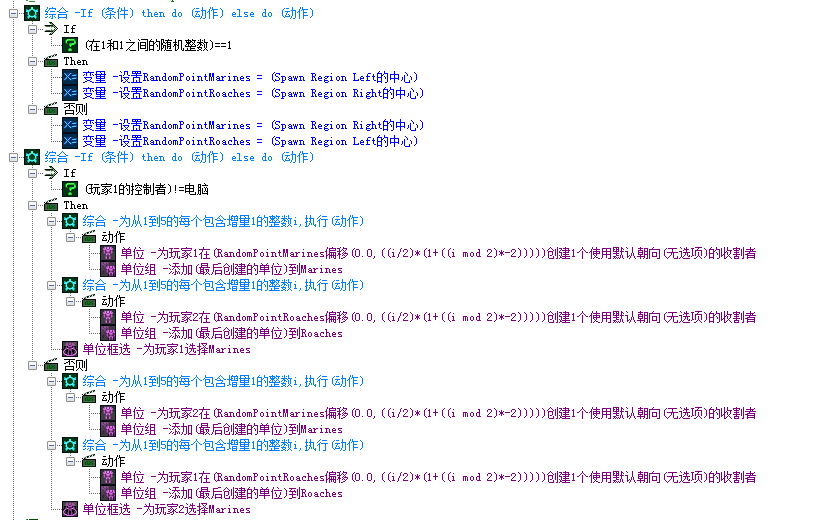 综合 -If (条件) then do (动作) else do (动作)
If
(在1和1之间的随机整数)==1
Then
变量 -设置RandomPointMarines = (Spawn Region Left的中心)
变量 -设置RandomPointRoaches = (Spawn Region Right的中心)
否则
变量 -设置RandomPointMarines = (Spawn Region Right的中心)
变量 -设置RandomPointRoaches = (Spawn Region Left的中心)
综合 -If (条件) then do (动作) else do (动作)
If
(玩家1的控制者)!=电脑
Then
综合 -为从1到5的每个包含增量1的整数i,执行(动作)
动作
单位 -为玩家1在(RandomPointMarines偏移(0.0,((i/2)*(1+((i mod 2)*-2)))))创建1个使用默认朝向(无选项)的收割者
单位组 -添加(最后创建的单位)到Marines
综合 -为从1到5的每个包含增量1的整数i,执行(动作)
动作
单位 -为玩家2在(RandomPointRoaches偏移(0.0,((i/2)*(1+((i mod 2)*-2)))))创建1个使用默认朝向(无选项)的收割者
单位组 -添加(最后创建的单位)到Roaches
单位框选 -为玩家1选择Marines
否则
综合 -为从1到5的每个包含增量1的整数i,执行(动作)
动作
单位 -为玩家2在(RandomPointMarines偏移(0.0,((i/2)*(1+((i mod 2)*-2)))))创建1个使用默认朝向(无选项)的收割者
单位组 -添加(最后创建的单位)到Marines
综合 -为从1到5的每个包含增量1的整数i,执行(动作)
动作
单位 -为玩家1在(RandomPointRoaches偏移(0.0,((i/2)*(1+((i mod 2)*-2)))))创建1个使用默认朝向(无选项)的收割者
单位组 -添加(最后创建的单位)到Roaches
单位框选 -为玩家2选择Marines